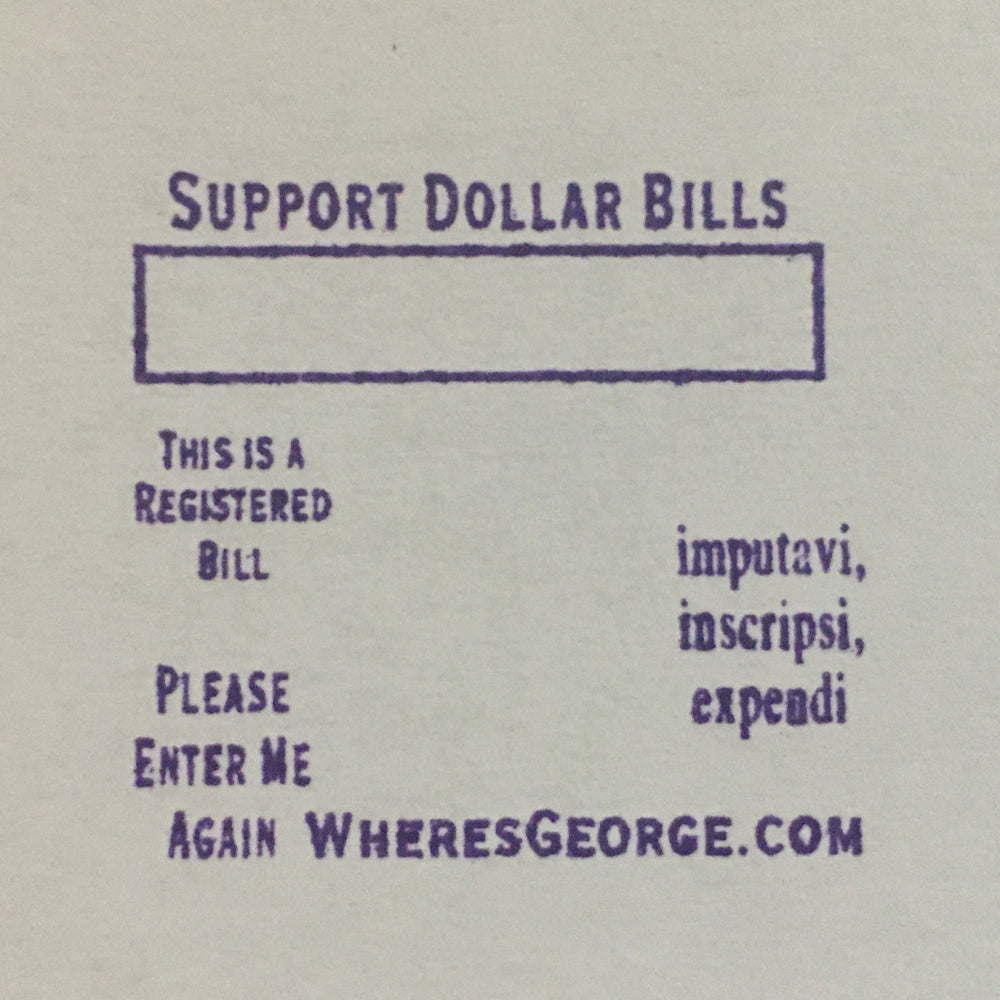 Support Dollar Bills
This is a
Registered
Bill
imputavi,
inscripsi,
expendi
Please
Enter Me
Again WheresGeorge.com